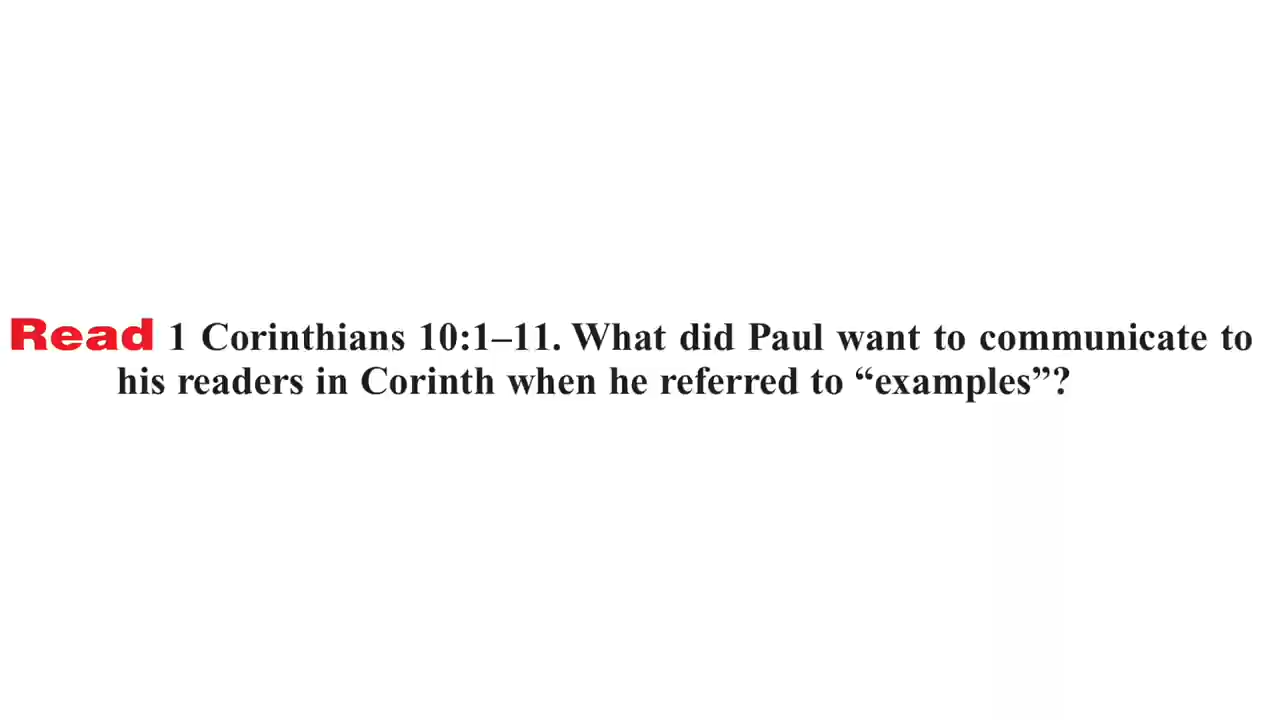 Read 1 Corinthians 10:1–11. What did Paul want to communicate to
his readers in Corinth when he referred to “examples”?